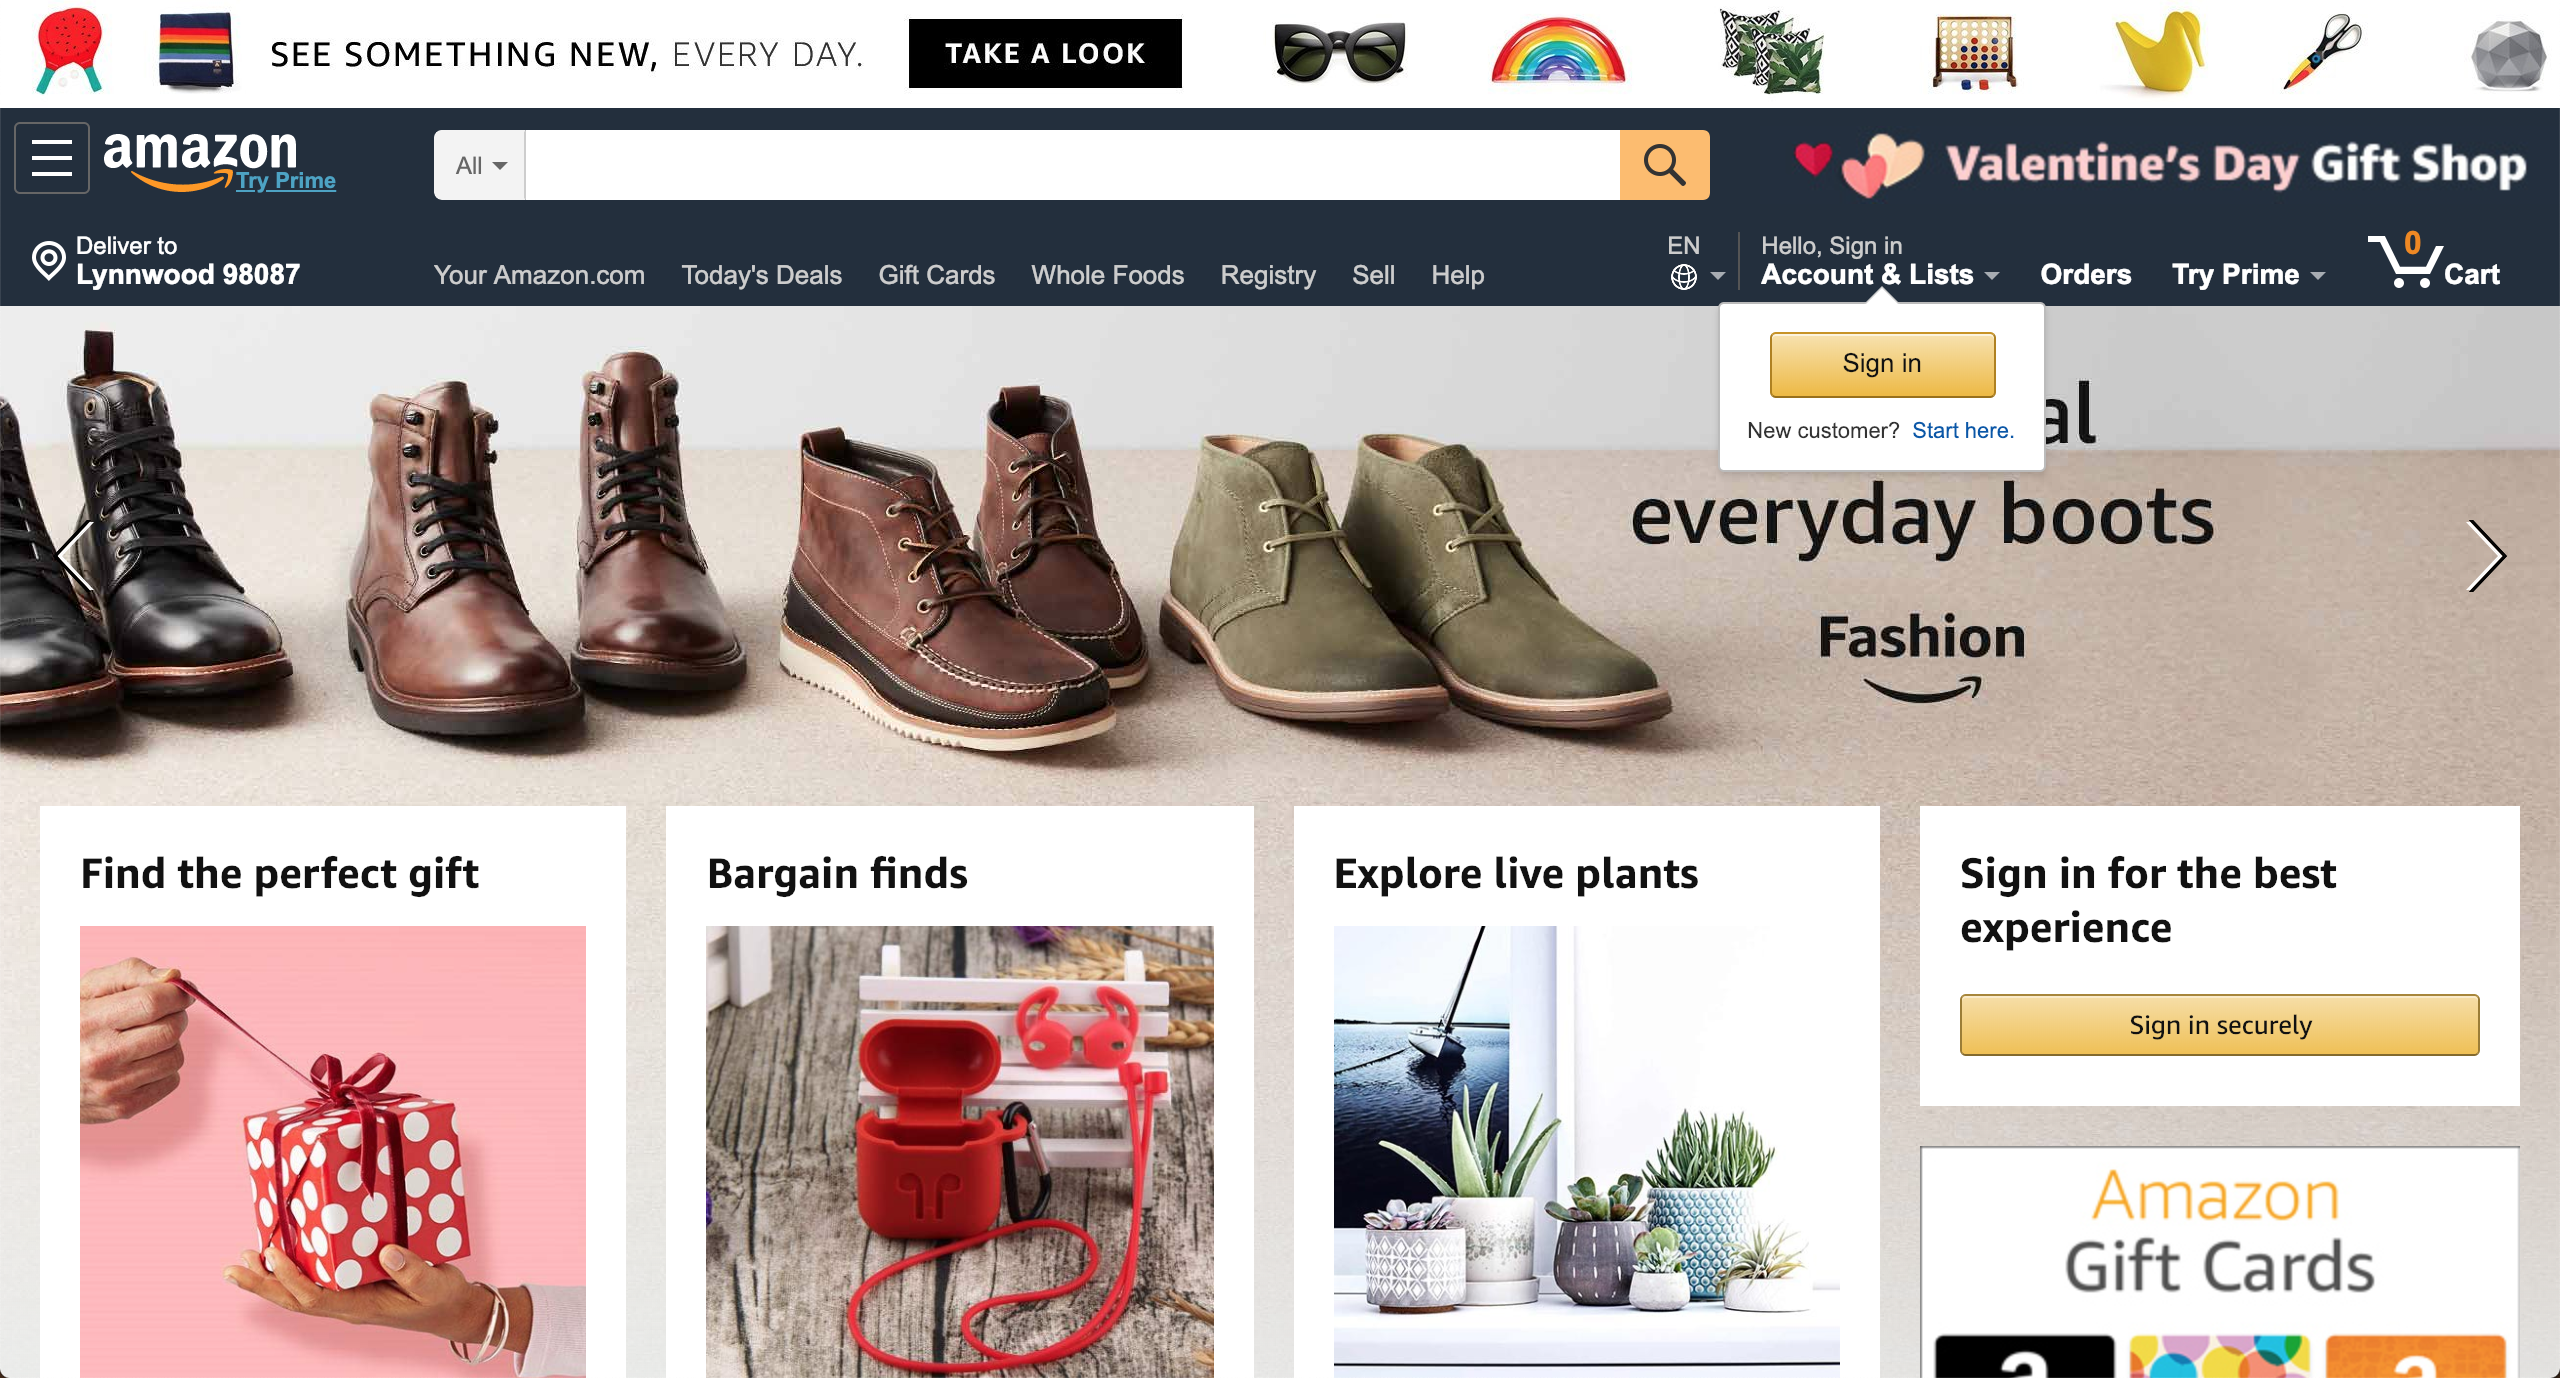 SEE SOMETHING NEW, EVERY DAY.
TAKE A LOOK
amazon
Try Prime
All
Valentine's Day Gift Shop
Deliver to
Lynnwood 98087
Your Amazon.com
Today's Deals
Gift Cards
Whole Foods
Registry
Sell
Help
EN
Hello, Sign in
Account & Lists
Orders
Try Prime
0
Cart
Sign in
New customer? Start here.
everyday boots
Fashion
Find the perfect gift
Bargain finds
Explore live plants
Sign in for the best
experience
Sign in securely
Amazon
Gift Cards
a
a